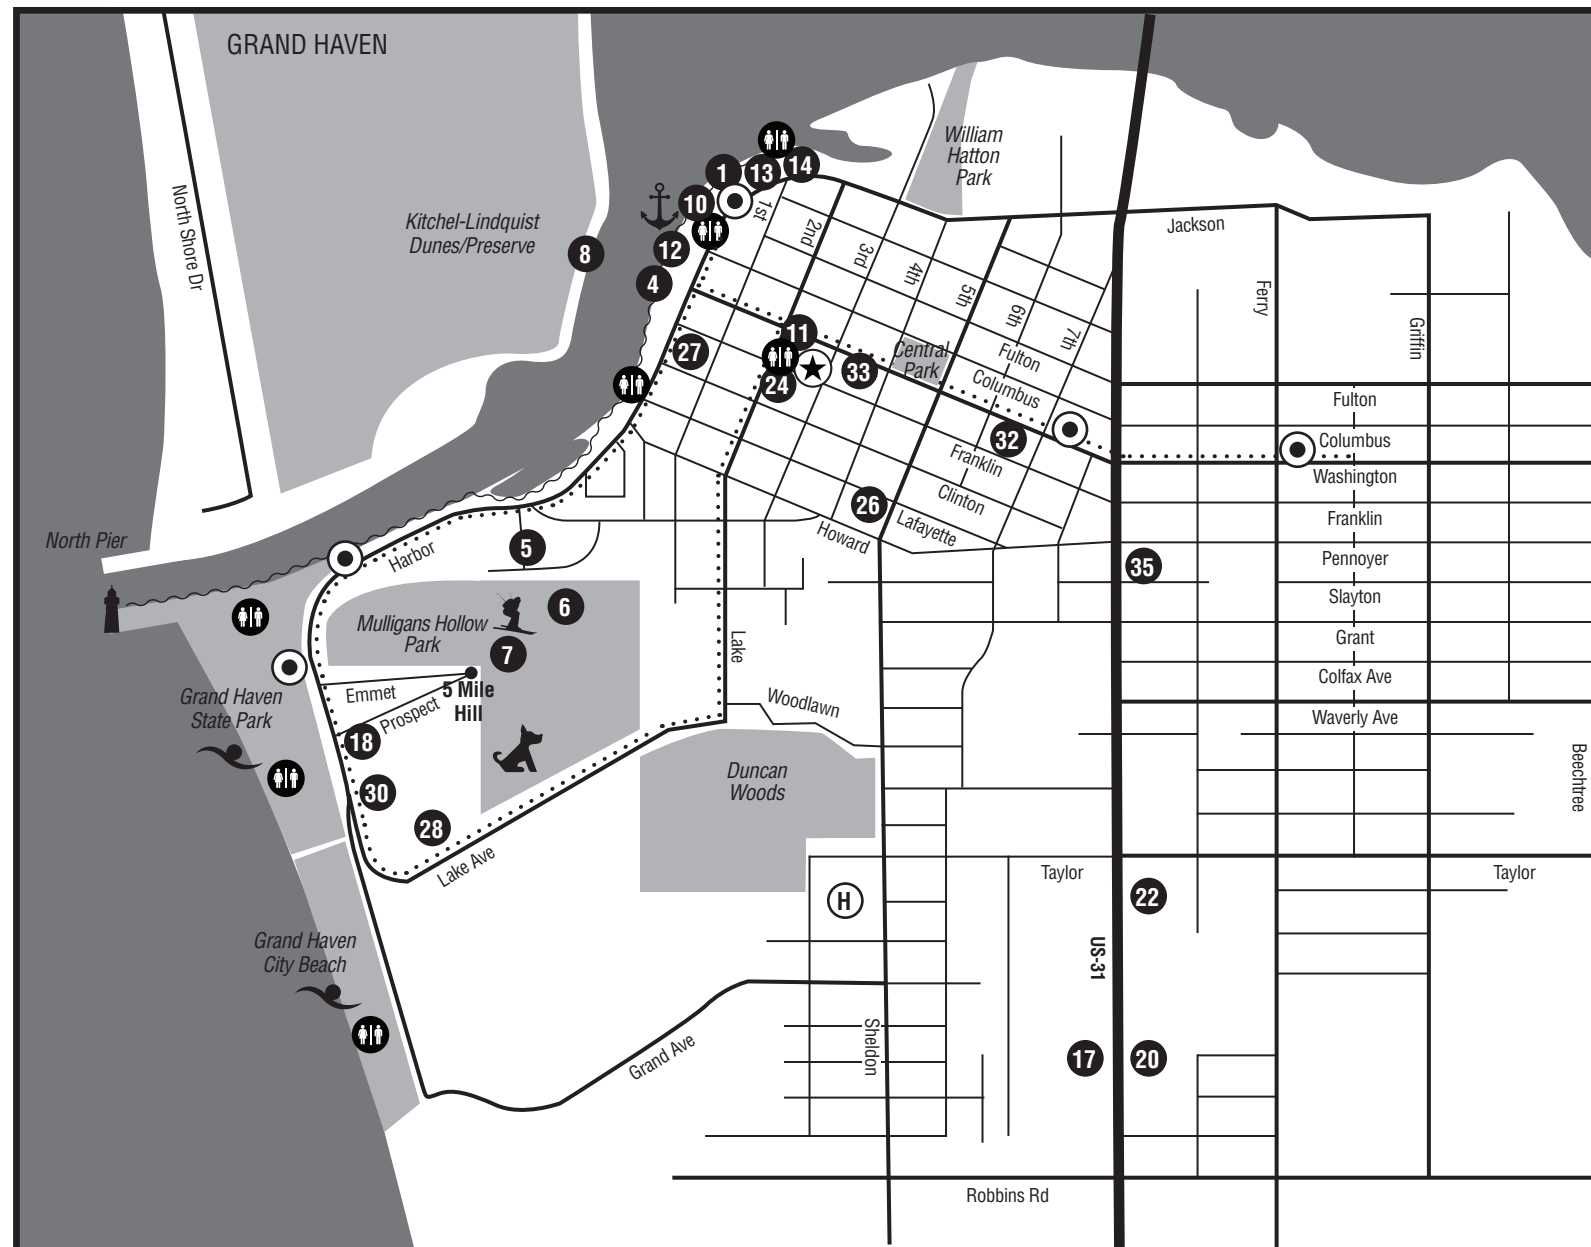 GRAND HAVEN
William
Hatton
Park
1
13
14
10
1st
North Shore Dr
Kitchel-Lindquist
Dunes/Preserve
8
12
4
2nd
3rd
4th
5th
6th
7th
Jackson
Ferry
Griffin
11
27
24
33
Central
Park
Fulton
Columbus
Fulton
Columbus
Washington
32
Franklin
Clinton
26
Lafayette
Howard
Franklin
North Pier
Harbor
5
35
Pennoyer
Slayton
6
Mulligans Hollow
Park
7
Lake
Grant
Colfax Ave
Grand Haven
State Park
Emmet
Prospect
5 Mile
Hill
Woodlawn
Waverly Ave
18
30
28
Duncan
Woods
Beechtree
Lake Ave
Taylor
Taylor
H
22
Grand Haven
City Beach
US-31
Sheldon
Grand Ave
17
20
Robbins Rd